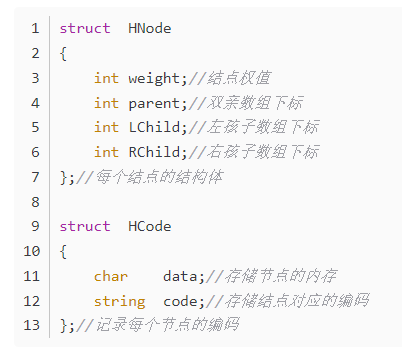 1 struct HNode
2 {
3 int weight;//结点权值
4 int parent;//双亲数组下标
5 int LChild;//左孩子数组下标
6 int RChild;//右孩子数组下标
7 };//每个结点的结构体
8
9 struct HCode
10 {
11 char data;//存储节点的内存
12 string code;//存储结点对应的编码
13 };//记录每个节点的编码